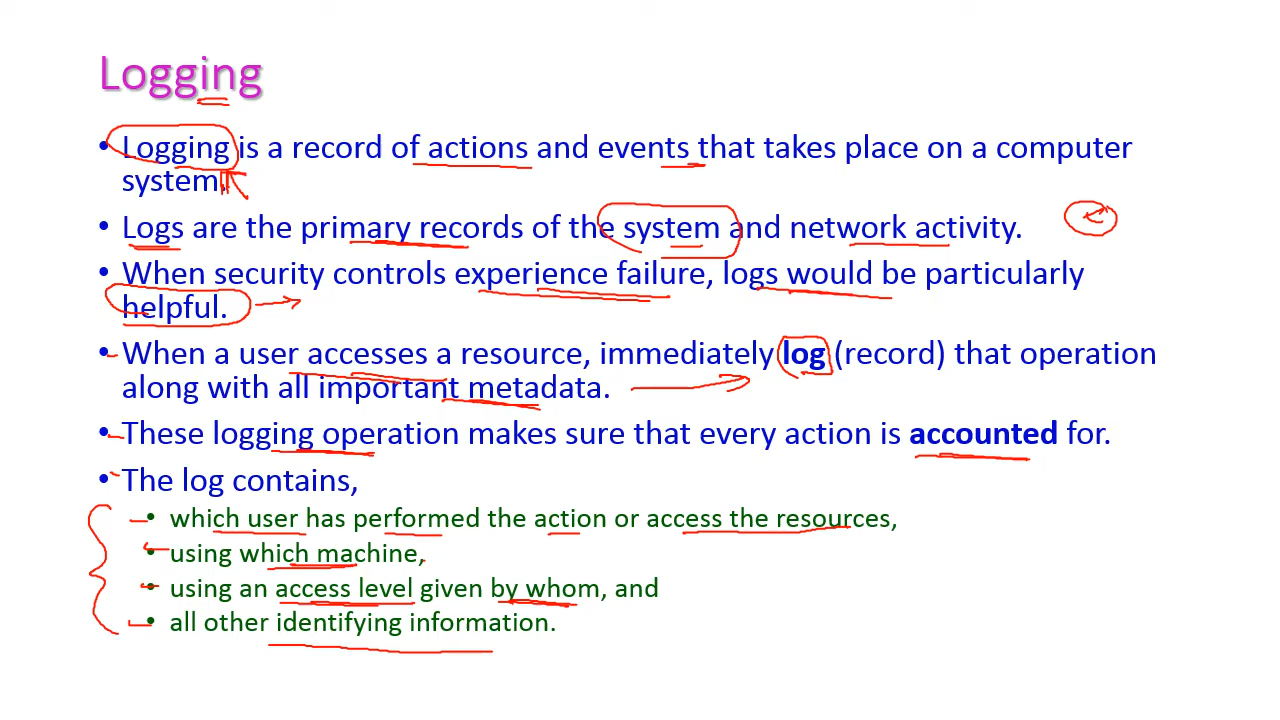 Logging
• Logging is a record of actions and events that takes place on a computer
system.
• Logs are the primary records of the system and network activity.
• When security controls experience failure, logs would be particularly
helpful.
• When a user accesses a resource, immediately log (record) that operation
along with all important metadata.
• These logging operation makes sure that every action is accounted for.
• The log contains,
• which user has performed the action or access the resources,
• using which machine,
• using an access level given by whom, and
• all other identifying information.